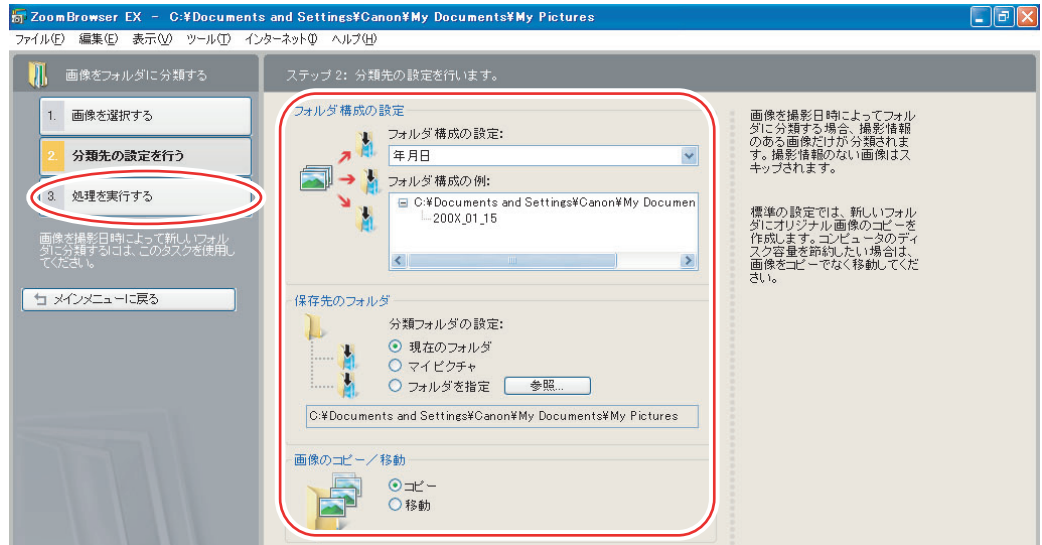 ZoomBrowser EX - C:¥Documents and Settings¥Canon¥My Documents¥My Pictures
ファイル(F) 編集(E) 表示(V) ツール(T) インターネット(I) ヘルプ(H)
画像をフォルダに分類する
ステップ 2: 分類先の設定を行います。
1. 画像を選択する
2. 分類先の設定を行う
3. 処理を実行する
画像を撮影日時によって新しいフォル
ダに分類するには、このタスクを使用し
てください。
メインメニューに戻る
フォルダ構成の設定
フォルダ構成の設定:
年月日
フォルダ構成の例:
C:¥Documents and Settings¥Canon¥My Documen
200X_01_15
保存先のフォルダ
分類フォルダの設定:
現在のフォルダ
マイピクチャ
フォルダを指定 参照...
C:¥Documents and Settings¥Canon¥My Documents¥My Pictures
画像のコピー／移動
コピー
移動
画像を撮影日時によってフォル
ダに分類する場合、撮影情報
のある画像だけが分類されま
す。撮影情報のない画像はス
キップされます。
標準の設定では、新しいフォル
ダにオリジナル画像のコピーを
作成します。コンピュータのディ
スク容量を節約したい場合は、
画像をコピーでなく移動してくだ
さい。